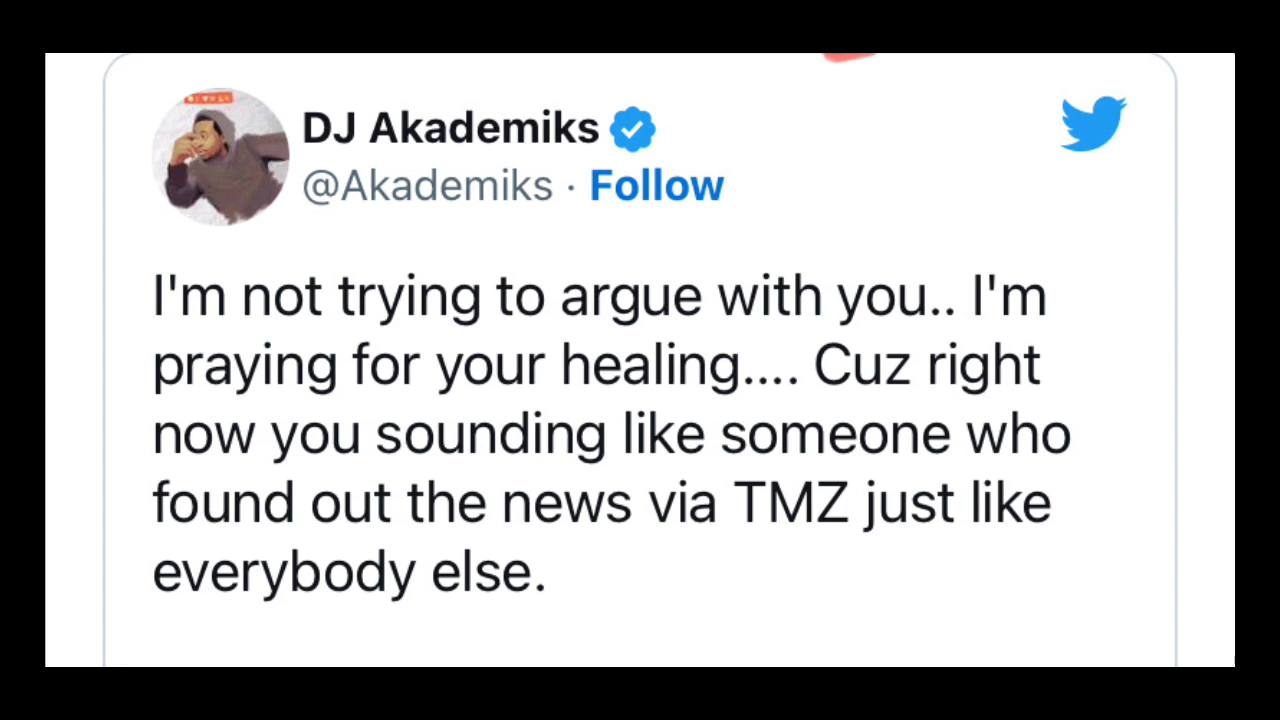 DJ Akademiks
@Akademiks · Follow
I'm not trying to argue with you.. I'm
praying for your healing.... Cuz right
now you sounding like someone who
found out the news via TMZ just like
everybody else.